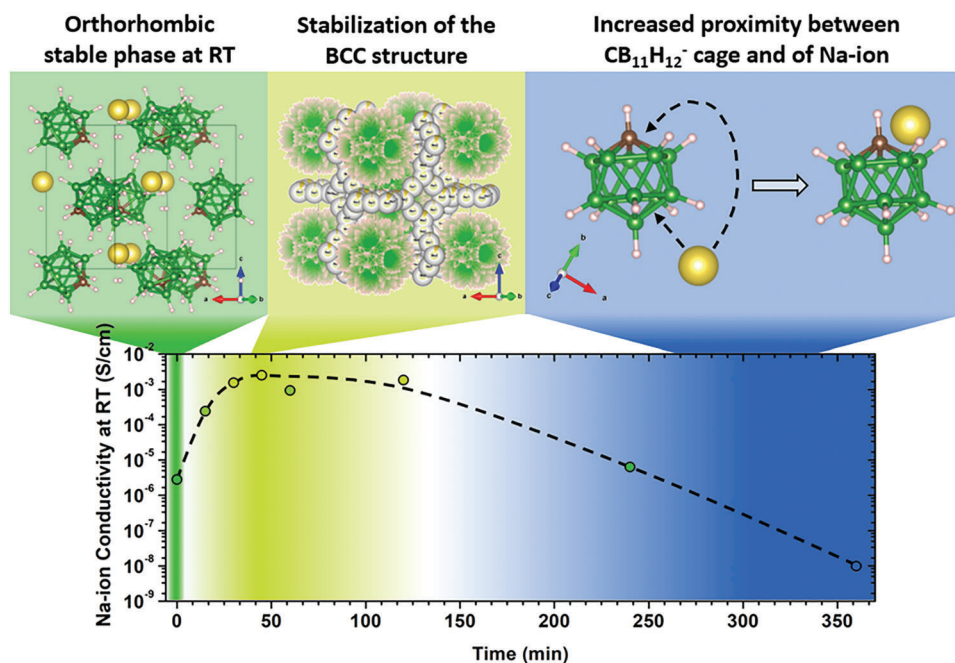 Orthorhombic
stable phase at RT
Stabilization of the
BCC structure
Increased proximity between
CB₁₁H₁₂⁻ cage and of Na-ion
c
a
b
c
a
b
b
c
a
Na-ion Conductivity at RT (S/cm)
10⁻²
10⁻³
10⁻⁴
10⁻⁵
10⁻⁶
10⁻⁷
10⁻⁸
10⁻⁹
0 50 100 150 200 250 300 350
Time (min)